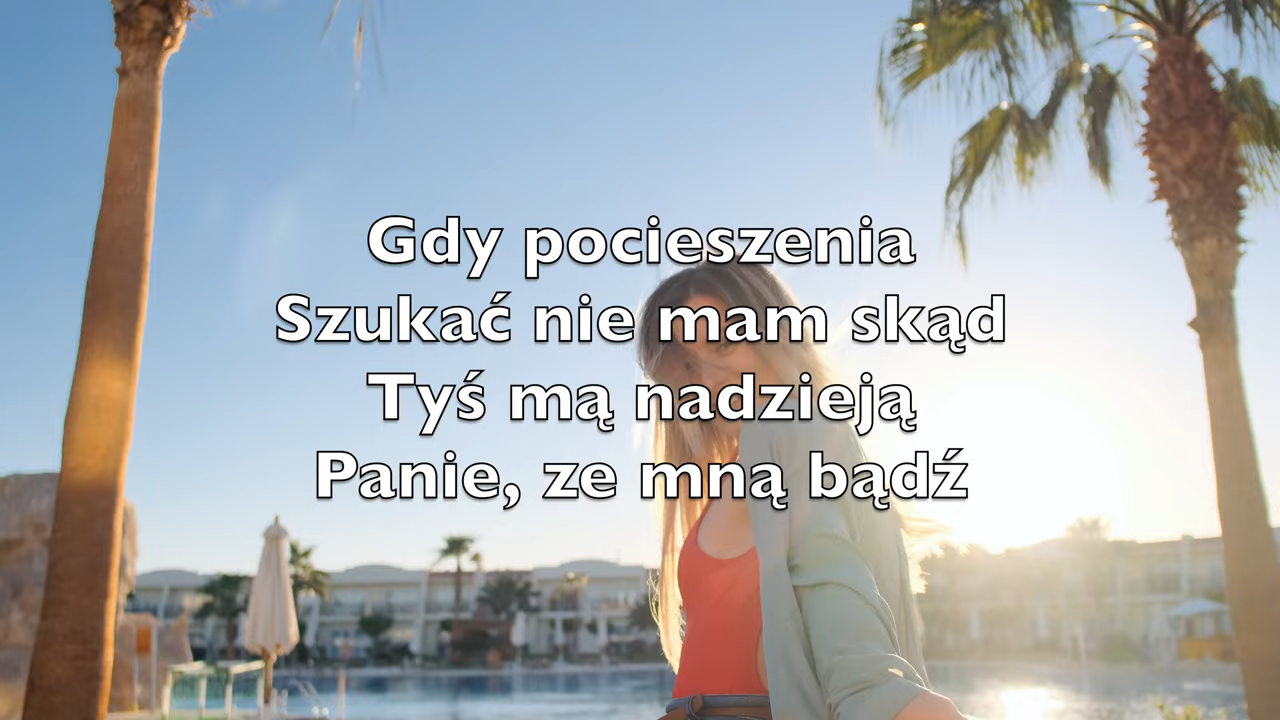 Gdy pocieszenia
Szukać nie mam skąd
Tyś mą nadzieją
Panie, ze mną bądź